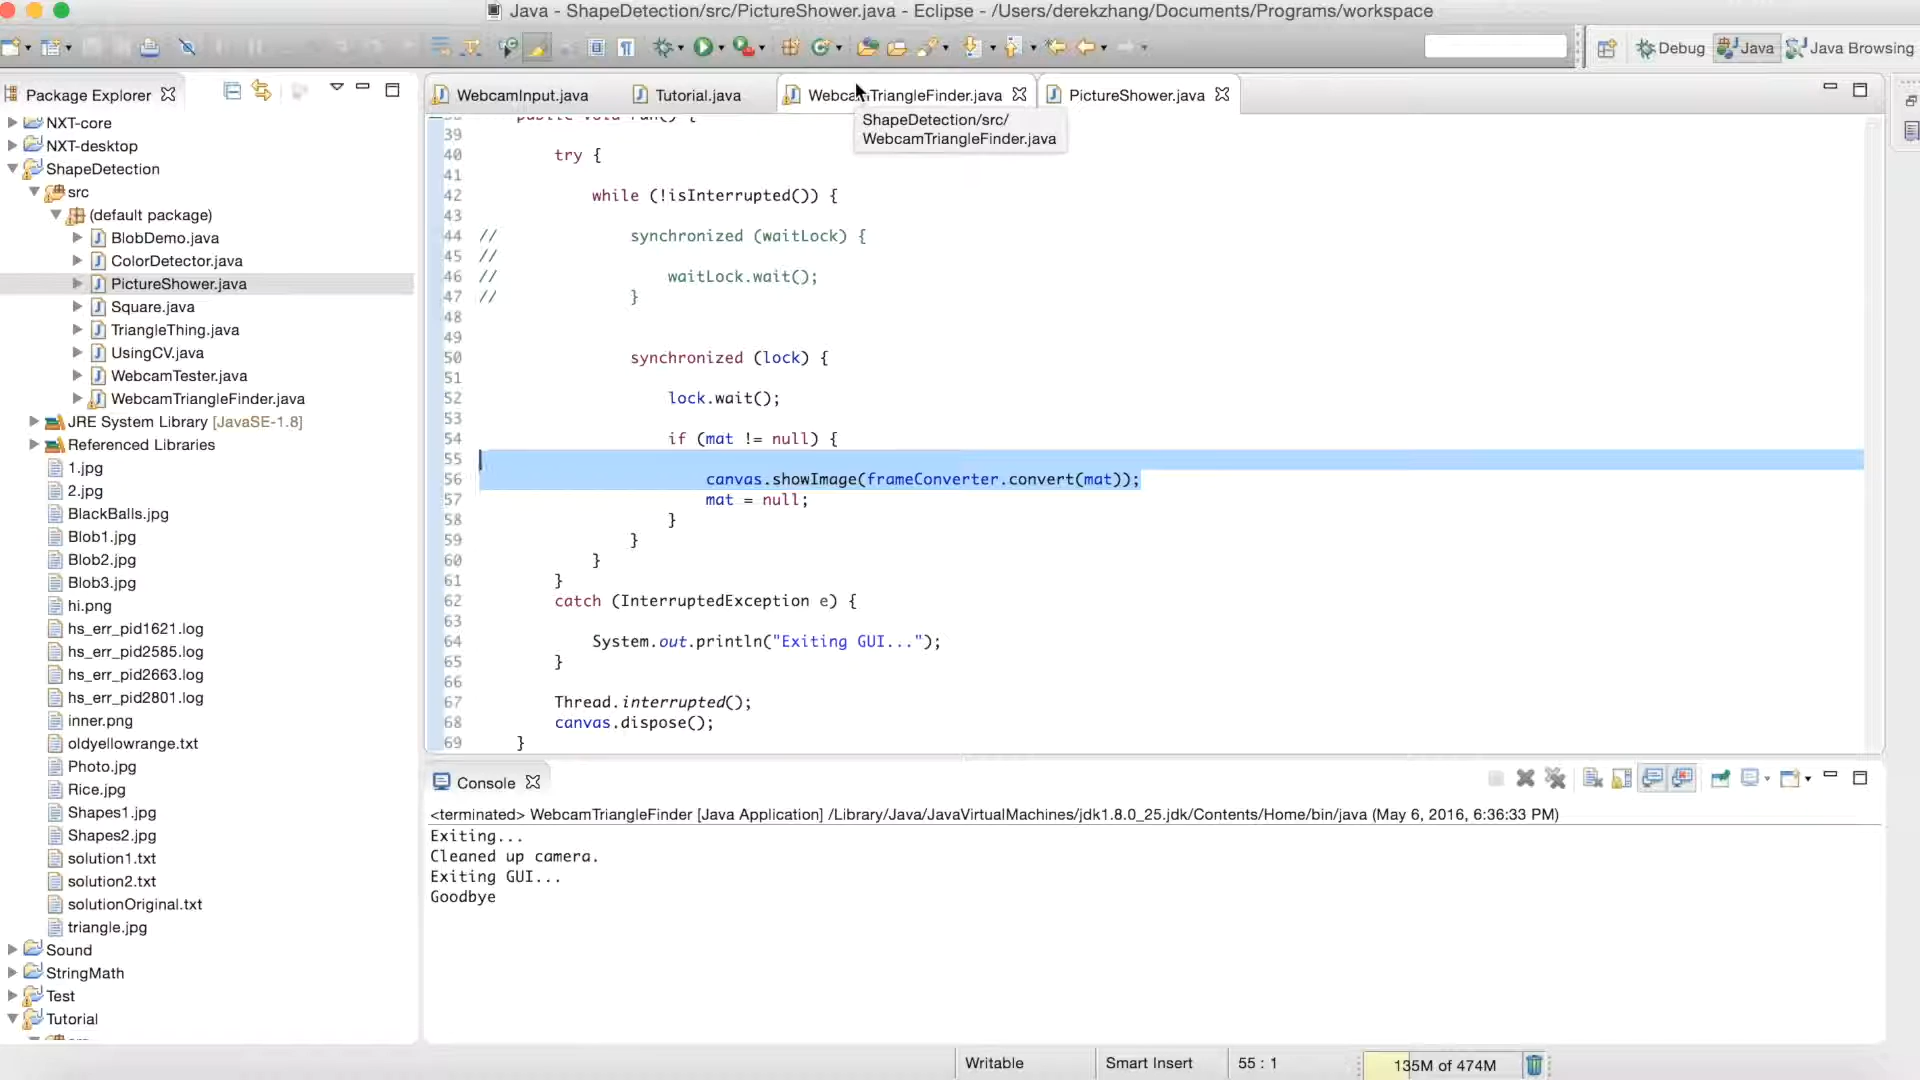 Java - ShapeDetection/src/PictureShower.java - Eclipse - /Users/derekzhang/Documents/Programs/workspace
Debug
Java
Java Browsing
Package Explorer
NXT-core
NXT-desktop
ShapeDetection
src
(default package)
BlobDemo.java
ColorDetector.java
PictureShower.java
Square.java
TriangleThing.java
UsingCV.java
WebcamTester.java
WebcamTriangleFinder.java
JRE System Library [JavaSE-1.8]
Referenced Libraries
1.jpg
2.jpg
BlackBalls.jpg
Blob1.jpg
Blob2.jpg
Blob3.jpg
hi.png
hs_err_pid1621.log
hs_err_pid2585.log
hs_err_pid2663.log
hs_err_pid2801.log
inner.png
oldyellowrange.txt
Photo.jpg
Rice.jpg
Shapes1.jpg
Shapes2.jpg
solution1.txt
solution2.txt
solutionOriginal.txt
triangle.jpg
Sound
StringMath
Test
Tutorial
WebcamInput.java
Tutorial.java
WebcamTriangleFinder.java
PictureShower.java
ShapeDetection/src/
WebcamTriangleFinder.java
39
40 try {
41
42 while (!isInterrupted()) {
43
44 // synchronized (waitLock) {
45 //
46 // waitLock.wait();
47 // }
48
49
50 synchronized (lock) {
51
52 lock.wait();
53
54 if (mat != null) {
55
56 canvas.showImage(frameConverter.convert(mat));
57 mat = null;
58 }
59 }
60 }
61 }
62 catch (InterruptedException e) {
63
64 System.out.println("Exiting GUI...");
65 }
66
67 Thread.interrupted();
68 canvas.dispose();
69 }
Console
<terminated> WebcamTriangleFinder [Java Application] /Library/Java/JavaVirtualMachines/jdk1.8.0_25.jdk/Contents/Home/bin/java (May 6, 2016, 6:36:33 PM)
Exiting...
Cleaned up camera.
Exiting GUI...
Goodbye
Writable
Smart Insert
55 : 1
135M of 474M